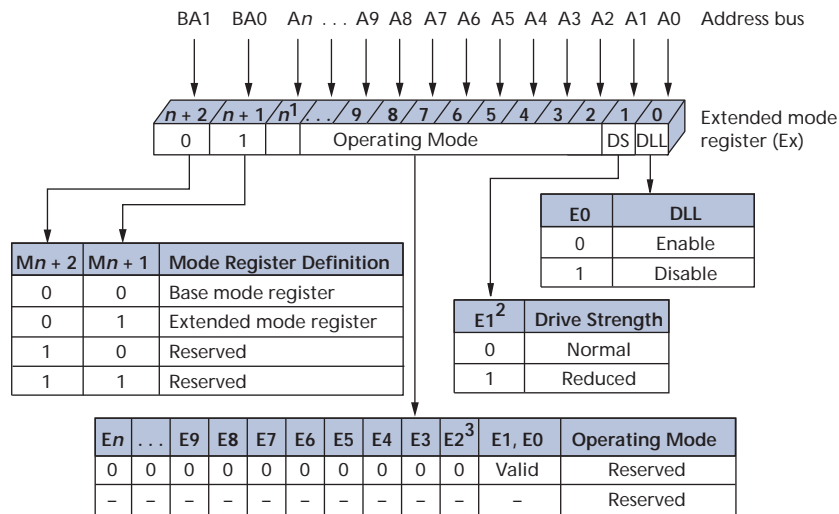 BA1 BA0 An . . . A9 A8 A7 A6 A5 A4 A3 A2 A1 A0 Address bus
n + 2 n + 1 n1 . . . 9 8 7 6 5 4 3 2 1 0
Extended mode
register (Ex)
0 1 Operating Mode DS DLL
E0 DLL
0 Enable
1 Disable
Mn + 2 Mn + 1 Mode Register Definition
0 0 Base mode register
0 1 Extended mode register
1 0 Reserved
1 1 Reserved
E1² Drive Strength
0 Normal
1 Reduced
En . . . E9 E8 E7 E6 E5 E4 E3 E2³ E1, E0 Operating Mode
0 0 0 0 0 0 0 0 0 0 Valid Reserved
– – – – – – – – – – – Reserved